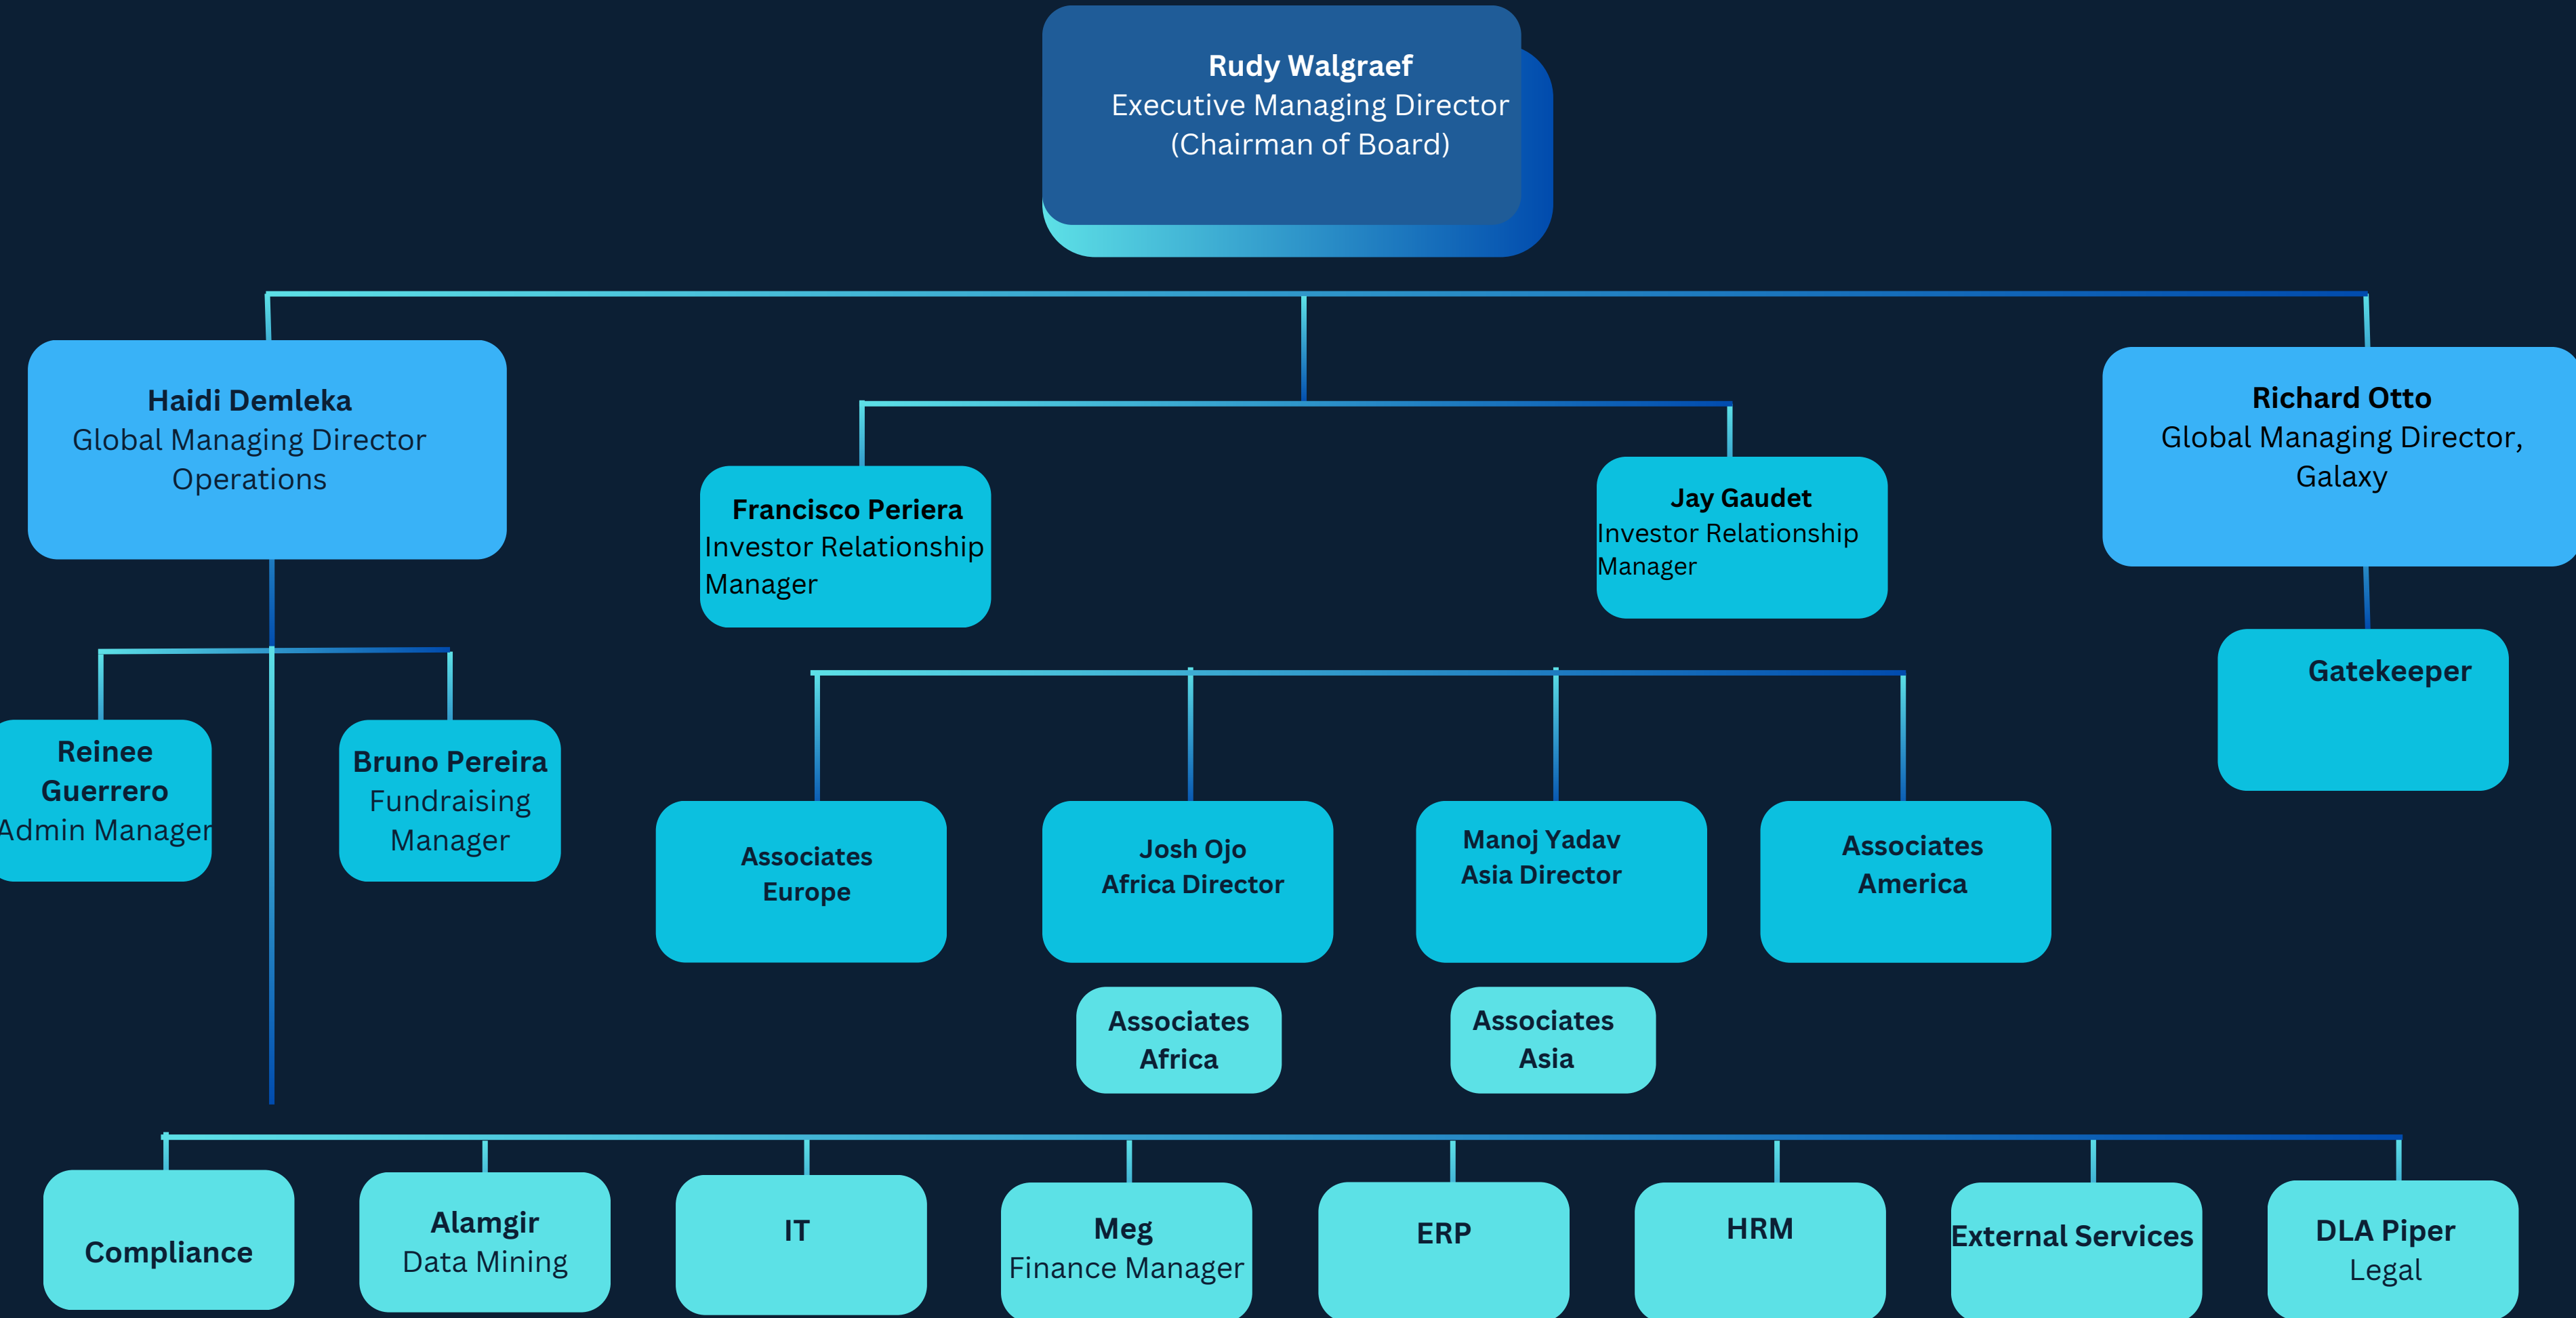 Rudy Walgraef
Executive Managing Director
(Chairman of Board)
Haidi Demleka
Global Managing Director
Operations
Francisco Periera
Investor Relationship
Manager
Jay Gaudet
Investor Relationship
Manager
Richard Otto
Global Managing Director,
Galaxy
Gatekeeper
Reinee
Guerrero
Admin Manager
Bruno Pereira
Fundraising
Manager
Associates
Europe
Josh Ojo
Africa Director
Manoj Yadav
Asia Director
Associates
America
Associates
Africa
Associates
Asia
Compliance
Alamgir
Data Mining
IT
Meg
Finance Manager
ERP
HRM
External Services
DLA Piper
Legal